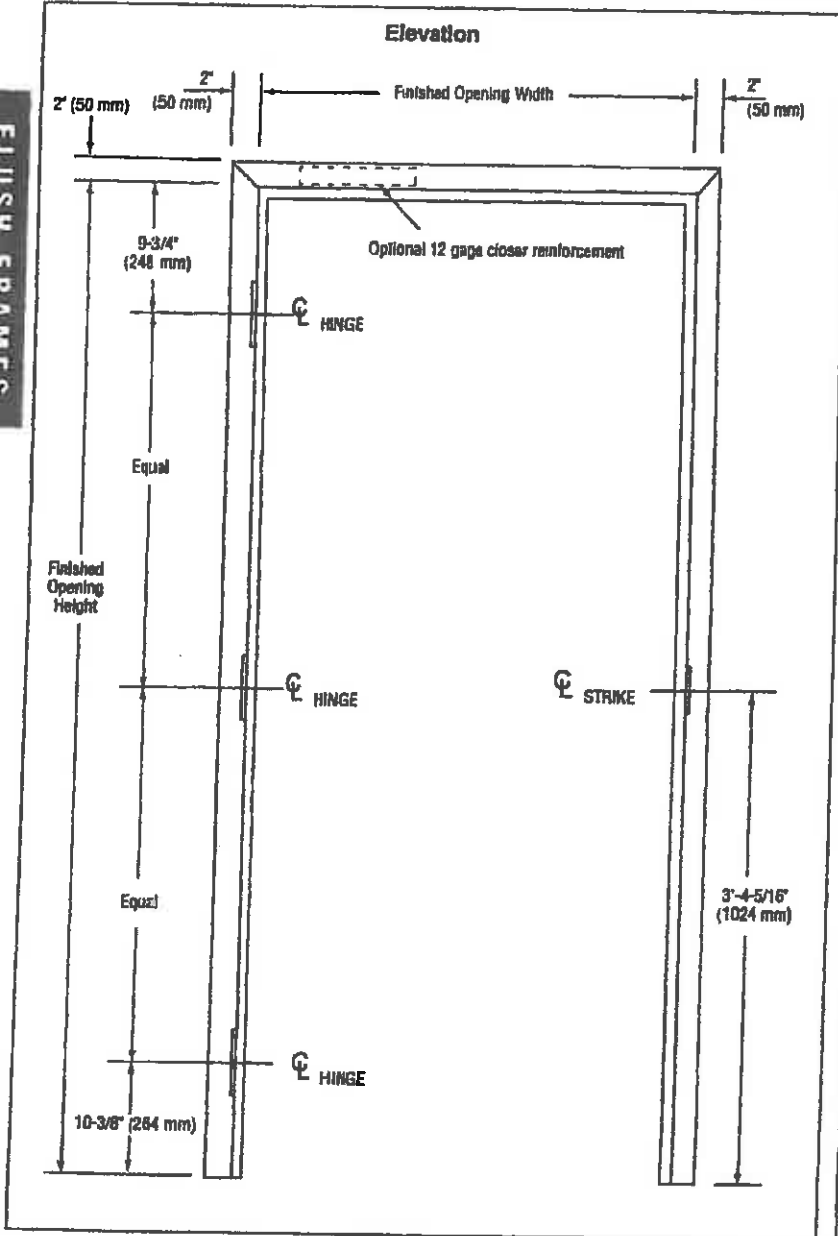 Elevation
2" (50 mm)
2"
(50 mm)
Finished Opening Width
2"
(50 mm)
FLUSH FRAMES
9-3/4"
(248 mm)
Optional 12 gage closer reinforcement
℄ HINGE
Equal
Finished
Opening
Height
℄ HINGE
℄ STRIKE
Equal
3'-4-5/16"
(1024 mm)
℄ HINGE
10-3/8" (264 mm)